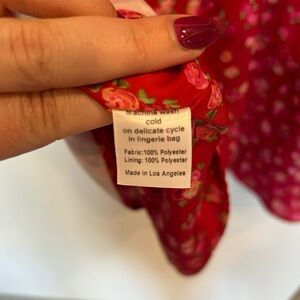 Machine wash
cold
on delicate cycle
in lingerie bag
Fabric:100% Polyester
Lining: 100% Polyester
Made in Los Angeles